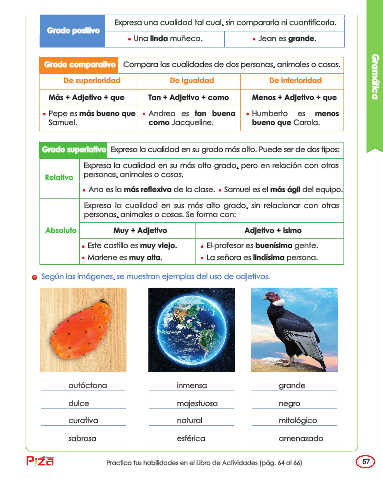 Grado positivo
Expresa una cualidad tal cual, sin compararla ni cuantificarla.
• Una linda muñeca.
• Jean es grande.
Grado comparativo
Compara las cualidades de dos personas, animales o cosas.
De superioridad
De igualdad
De inferioridad
Más + Adjetivo + que
Tan + Adjetivo + como
Menos + Adjetivo + que
• Pepe es más bueno que
Samuel.
• Andrea es tan buena
como Jacqueline.
• Humberto es menos
bueno que Carola.
Gramática
Grado superlativo
Expresa la cualidad en su grado más alto. Puede ser de dos tipos:
Relativo
Expresa la cualidad en su más alto grado, pero en relación con otras
personas, animales o cosas.
• Ana es la más reflexiva de la clase.
• Samuel es el más ágil del equipo.
Absoluto
Expresa la cualidad en sus más alto grado, sin relacionar con otras
personas, animales o cosas. Se forma con:
Muy + Adjetivo
Adjetivo + ísimo
• Este castillo es muy viejo.
• Marlene es muy alta.
• El profesor es buenísima gente.
• La señora es lindísima persona.
Según las imágenes, se muestran ejemplos del uso de adjetivos.
autóctona
inmensa
grande
dulce
majestuosa
negro
curativa
natural
mitológico
sabrosa
esférica
amenazado
Practica tus habilidades en el Libro de Actividades (pág. 64 al 66)
57